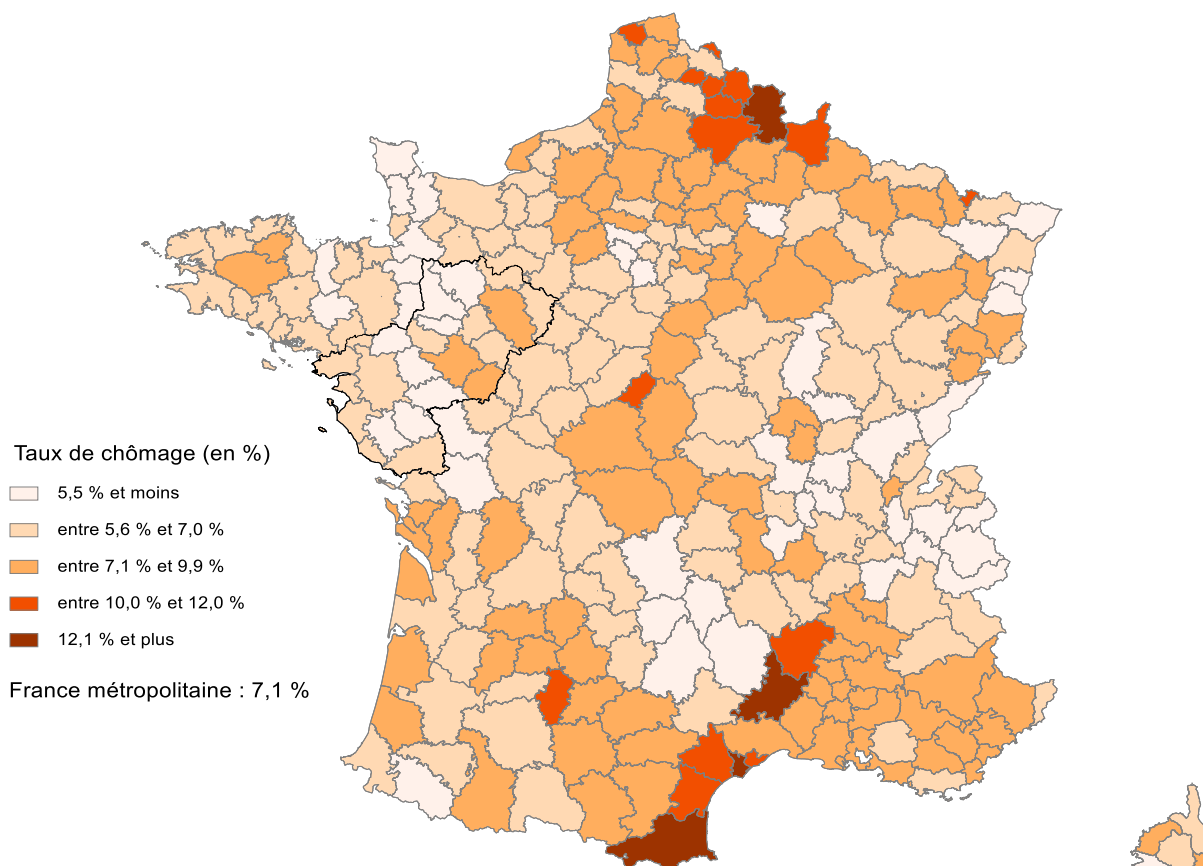 Taux de chômage (en %)
5,5 % et moins
entre 5,6 % et 7,0 %
entre 7,1 % et 9,9 %
entre 10,0 % et 12,0 %
12,1 % et plus
France métropolitaine : 7,1 %